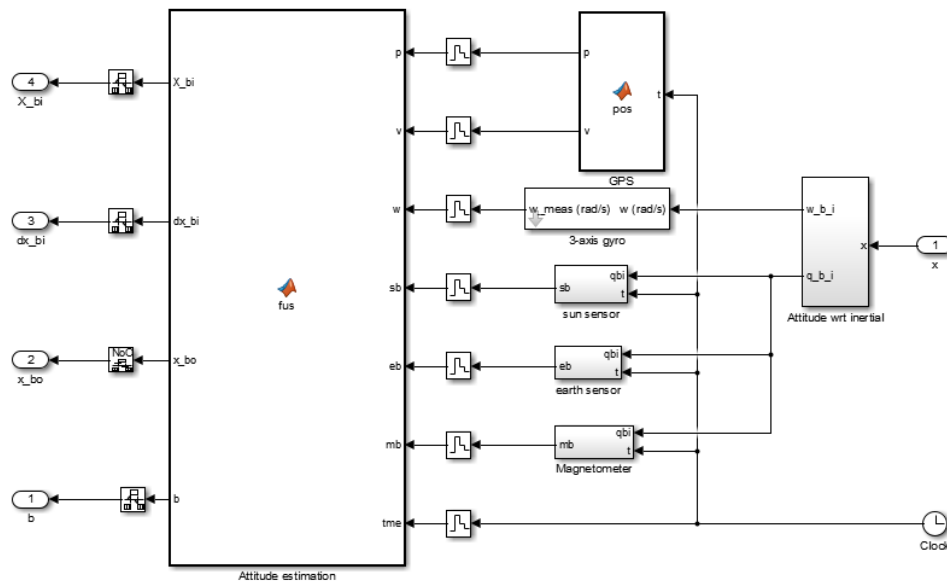 4
X_bi
X_bi
3
dx_bi
dx_bi
2
x_bo
NoC
x_bo
1
b
b
fus
p
v
w
sb
eb
mb
tme
Attitude estimation
p
v
t
pos
GPS
w_meas (rad/s) w (rad/s)
3-axis gyro
qbi
sb
t
sun sensor
qbi
eb
t
earth sensor
qbi
mb
t
Magnetometer
w_b_i
x
q_b_i
Attitude wrt inertial
1
x
Clock